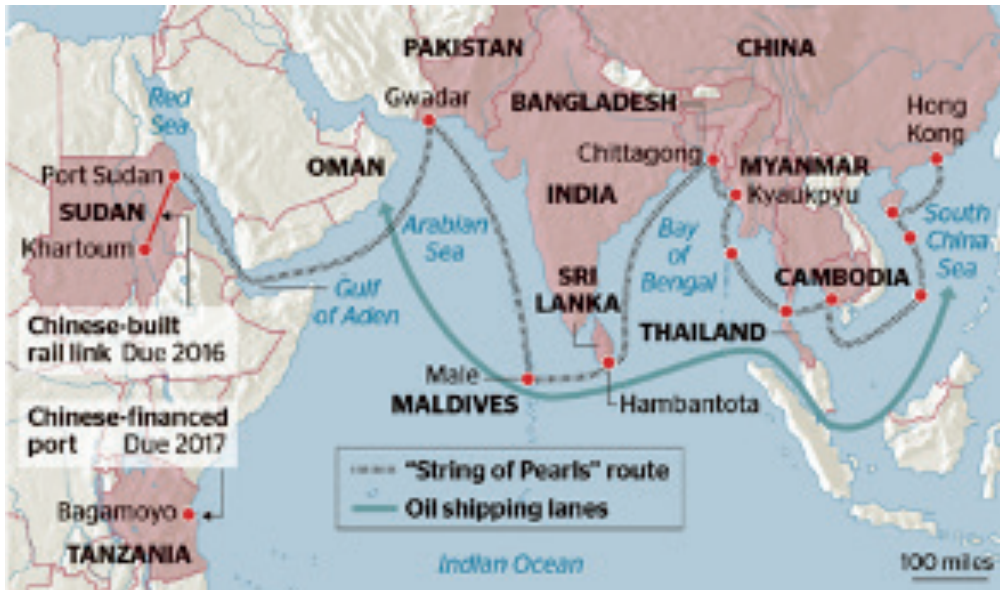 PAKISTAN
CHINA
Gwadar
BANGLADESH
Hong
Kong
Red
Sea
Chittagong
MYANMAR
OMAN
Port Sudan
INDIA
Kyaukpyu
SUDAN
Arabian
Sea
Bay
of
Bengal
South
China
Sea
Khartoum
SRI
LANKA
CAMBODIA
Gulf
of Aden
Chinese-built
rail link Due 2016
THAILAND
Male
MALDIVES
Hambantota
Chinese-financed
port Due 2017
"String of Pearls" route
Oil shipping lanes
Bagamoyo
TANZANIA
Indian Ocean
100 miles